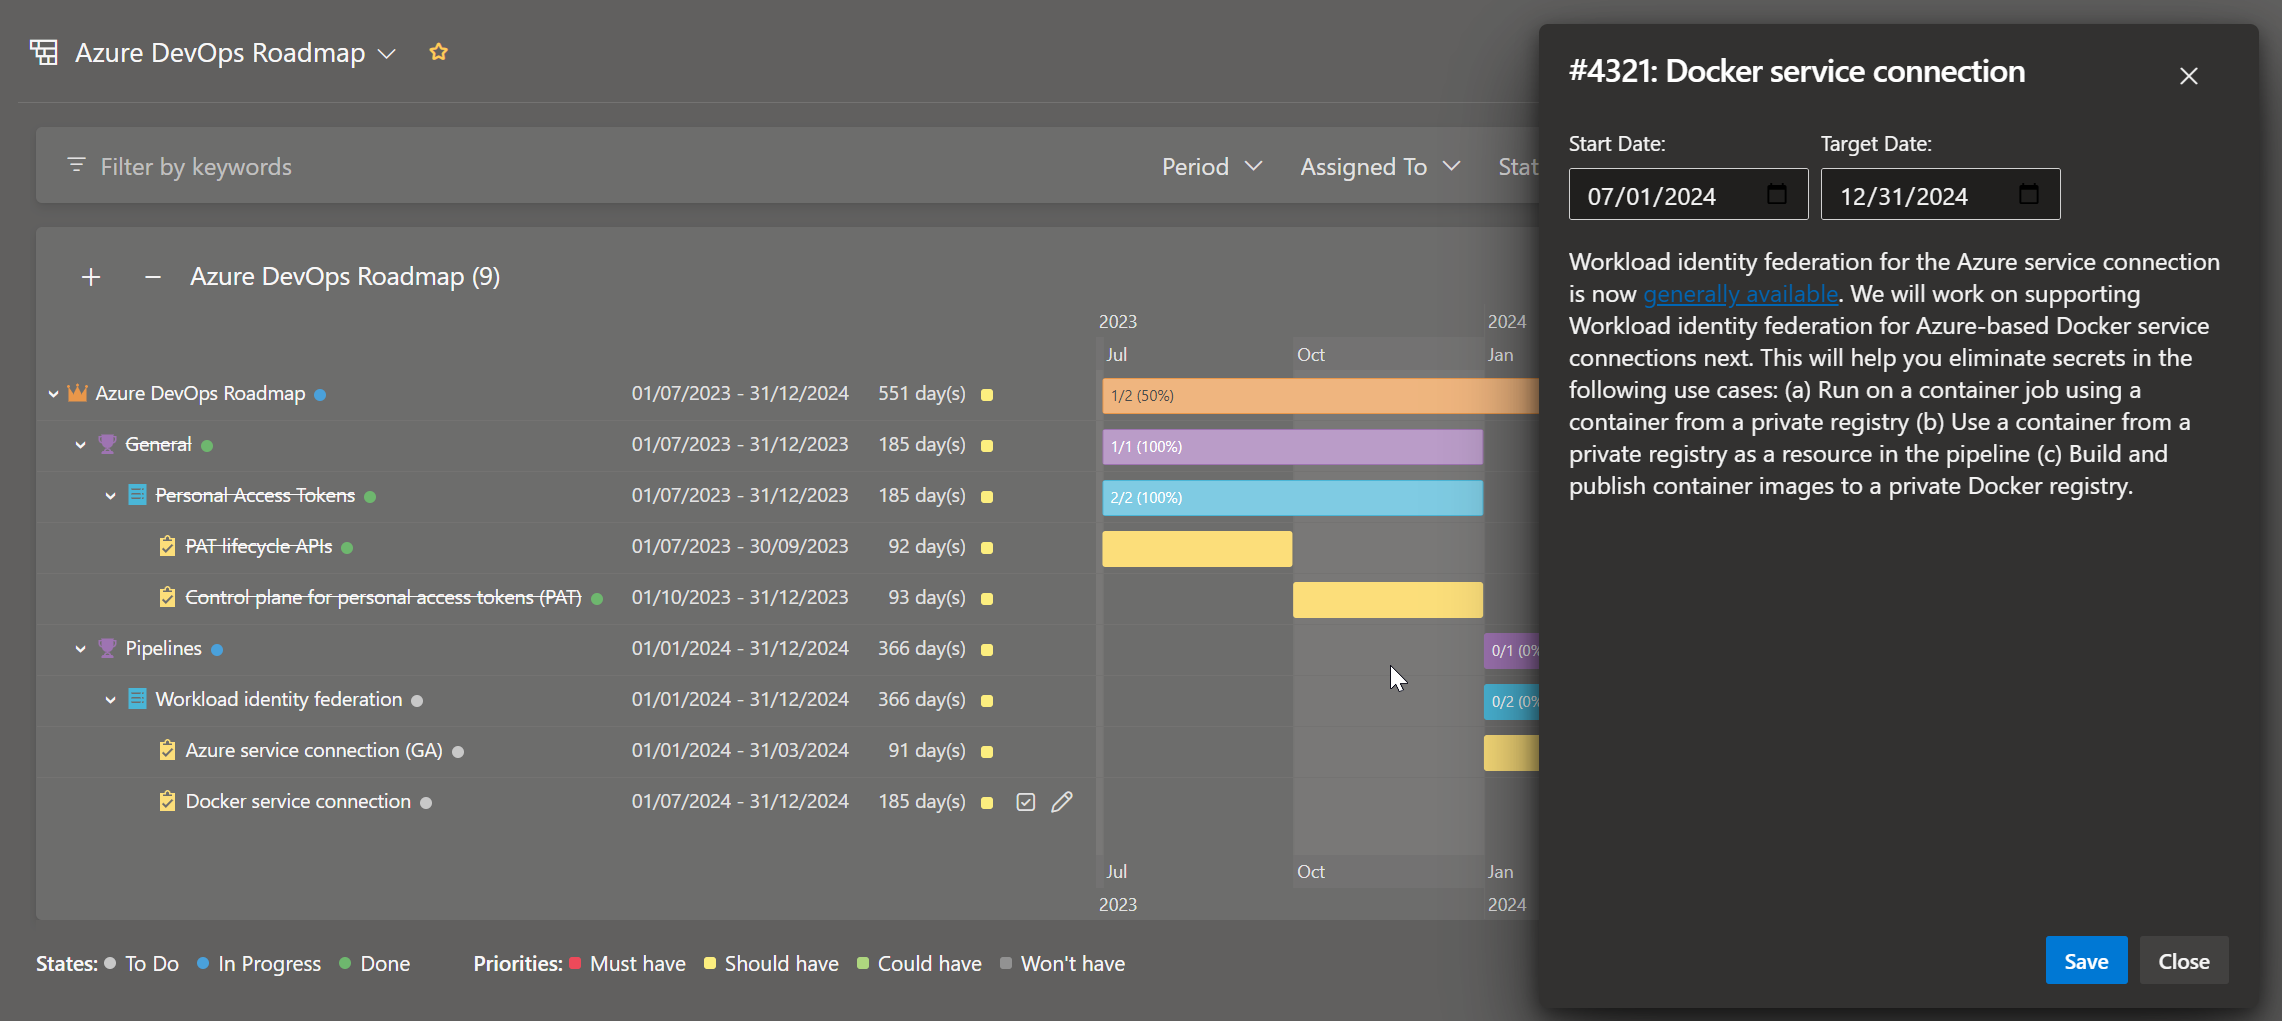 Azure DevOps Roadmap
Filter by keywords
Period
Assigned To
Stat
Azure DevOps Roadmap (9)
2023
2024
Jul
Oct
Jan
Azure DevOps Roadmap 01/07/2023 - 31/12/2024 551 day(s) 1/2 (50%)
General 01/07/2023 - 31/12/2023 185 day(s) 1/1 (100%)
Personal Access Tokens 01/07/2023 - 31/12/2023 185 day(s) 2/2 (100%)
PAT lifecycle APIs 01/07/2023 - 30/09/2023 92 day(s)
Control plane for personal access tokens (PAT) 01/10/2023 - 31/12/2023 93 day(s)
Pipelines 01/01/2024 - 31/12/2024 366 day(s) 0/1 (0%
Workload identity federation 01/01/2024 - 31/12/2024 366 day(s) 0/2 (0%
Azure service connection (GA) 01/01/2024 - 31/03/2024 91 day(s)
Docker service connection 01/07/2024 - 31/12/2024 185 day(s)
Jul
Oct
Jan
2023
2024
States: To Do In Progress Done
Priorities: Must have Should have Could have Won't have
#4321: Docker service connection
Start Date:
Target Date:
07/01/2024
12/31/2024
Workload identity federation for the Azure service connection
is now generally available. We will work on supporting
Workload identity federation for Azure-based Docker service
connections next. This will help you eliminate secrets in the
following use cases: (a) Run on a container job using a
container from a private registry (b) Use a container from a
private registry as a resource in the pipeline (c) Build and
publish container images to a private Docker registry.
Save
Close